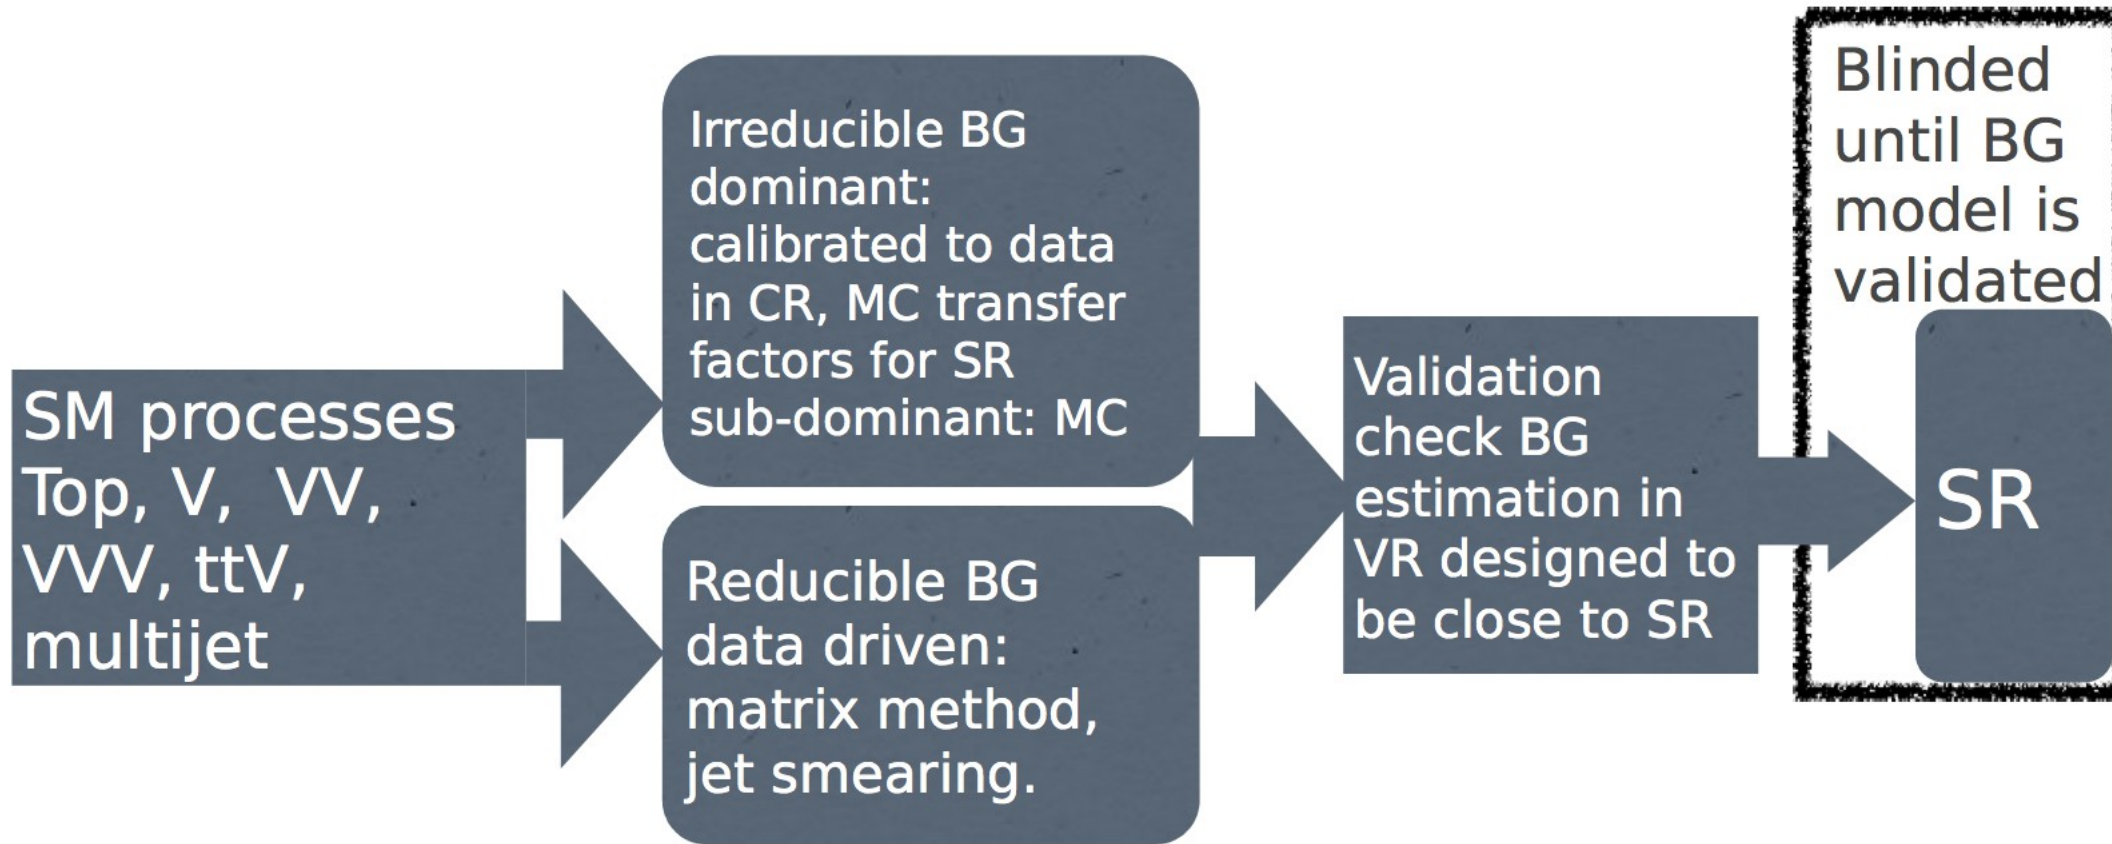 SM processes
Top, V, VV,
VVV, ttV,
multijet
Irreducible BG
dominant:
calibrated to data
in CR, MC transfer
factors for SR
sub-dominant: MC
Reducible BG
data driven:
matrix method,
jet smearing.
Validation
check BG
estimation in
VR designed to
be close to SR
Blinded
until BG
model is
validated
SR